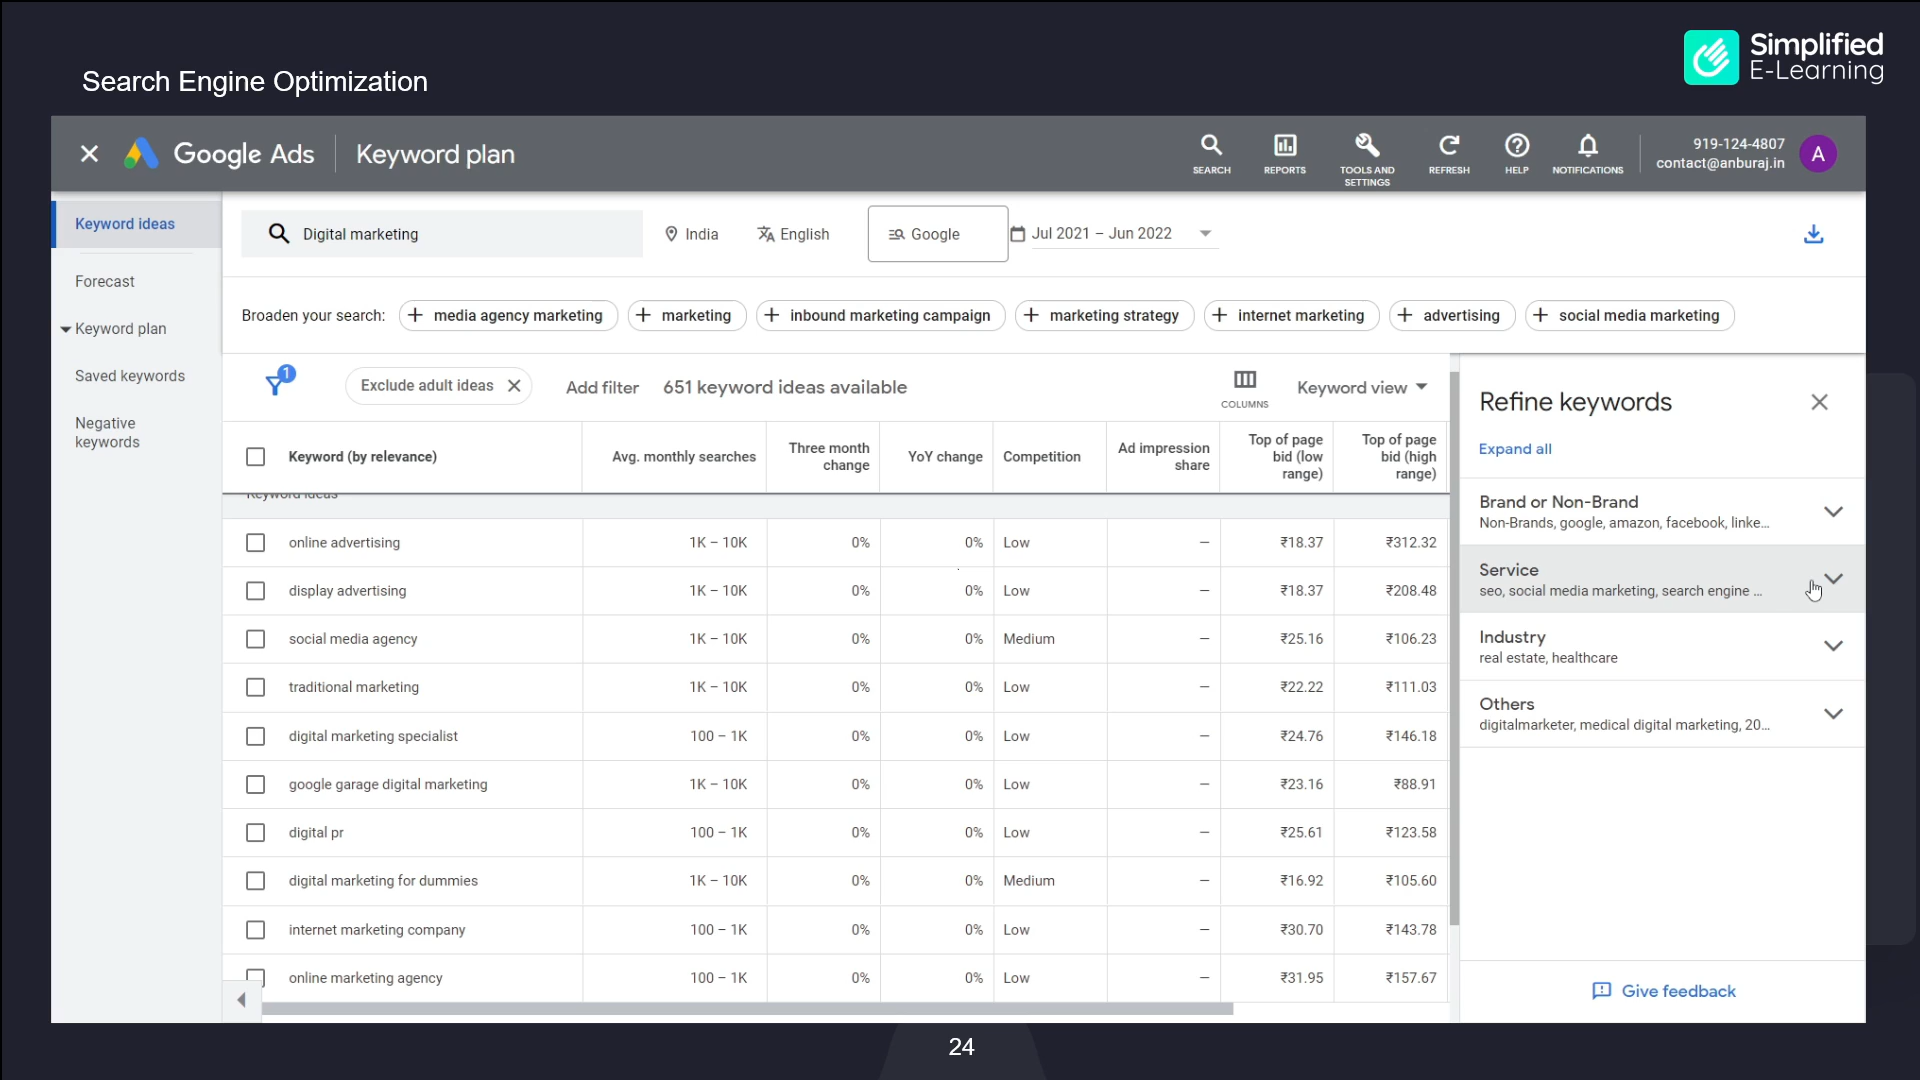 Simplified
E-Learning
Search Engine Optimization
Google Ads
Keyword plan
SEARCH
REPORTS
TOOLS AND
SETTINGS
REFRESH
HELP
NOTIFICATIONS
919-124-4807
contact@anburaj.in
A
Keyword ideas
Forecast
Keyword plan
Saved keywords
Negative
keywords
Digital marketing
India
English
Google
Jul 2021 – Jun 2022
Broaden your search:
media agency marketing
marketing
inbound marketing campaign
marketing strategy
internet marketing
advertising
social media marketing
1
Exclude adult ideas
Add filter
651 keyword ideas available
COLUMNS
Keyword view
Keyword (by relevance)
Avg. monthly searches
Three month
change
YoY change
Competition
Ad impression
share
Top of page
bid (low
range)
Top of page
bid (high
range)
Keyword ideas
online advertising 1K – 10K 0% 0% Low – ₹18.37 ₹312.32
display advertising 1K – 10K 0% 0% Low – ₹18.37 ₹208.48
social media agency 1K – 10K 0% 0% Medium – ₹25.16 ₹106.23
traditional marketing 1K – 10K 0% 0% Low – ₹22.22 ₹111.03
digital marketing specialist 100 – 1K 0% 0% Low – ₹24.76 ₹146.18
google garage digital marketing 1K – 10K 0% 0% Low – ₹23.16 ₹88.91
digital pr 100 – 1K 0% 0% Low – ₹25.61 ₹123.58
digital marketing for dummies 1K – 10K 0% 0% Medium – ₹16.92 ₹105.60
internet marketing company 100 – 1K 0% 0% Low – ₹30.70 ₹143.78
online marketing agency 100 – 1K 0% 0% Low – ₹31.95 ₹157.67
Refine keywords
Expand all
Brand or Non-Brand
Non-Brands, google, amazon, facebook, linke...
Service
seo, social media marketing, search engine ...
Industry
real estate, healthcare
Others
digitalmarketer, medical digital marketing, 20...
Give feedback
24